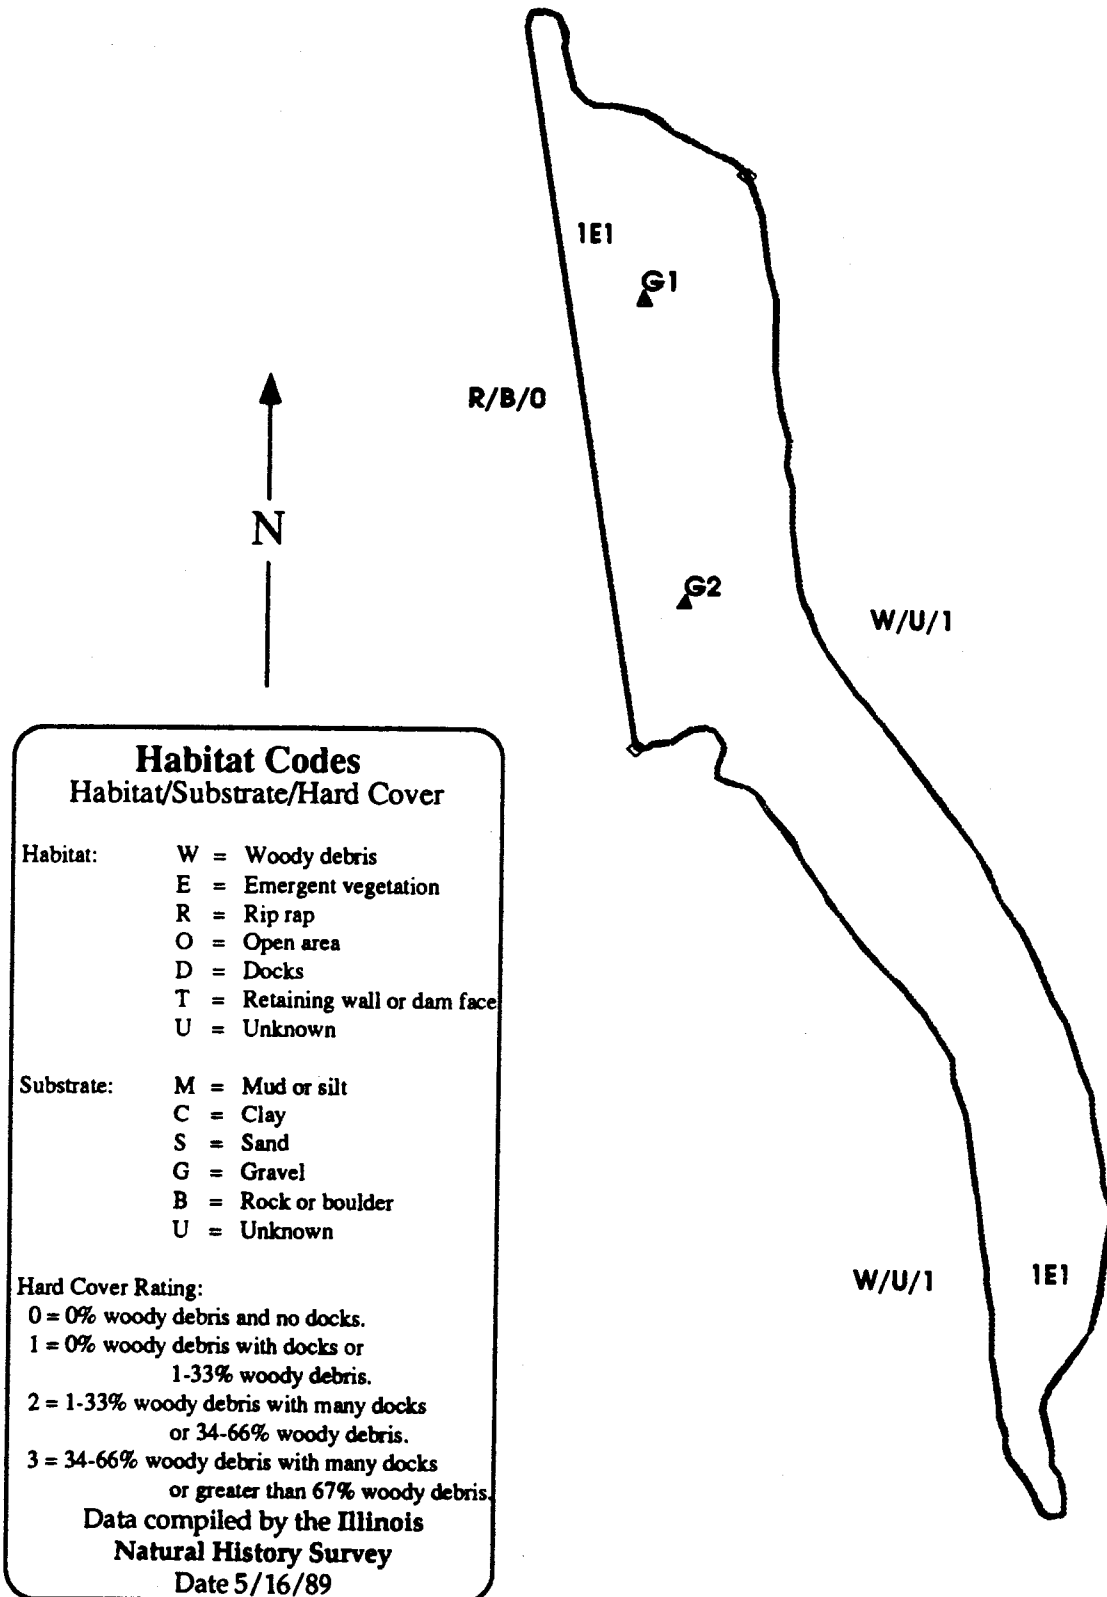 1E1
G1
R/B/0
N
G2
W/U/1
Habitat Codes
Habitat/Substrate/Hard Cover
Habitat: W = Woody debris
E = Emergent vegetation
R = Rip rap
O = Open area
D = Docks
T = Retaining wall or dam face
U = Unknown
Substrate: M = Mud or silt
C = Clay
S = Sand
G = Gravel
B = Rock or boulder
U = Unknown
Hard Cover Rating:
0 = 0% woody debris and no docks.
1 = 0% woody debris with docks or
1-33% woody debris.
2 = 1-33% woody debris with many docks
or 34-66% woody debris.
3 = 34-66% woody debris with many docks
or greater than 67% woody debris.
Data compiled by the Illinois
Natural History Survey
Date 5/16/89
W/U/1 1E1